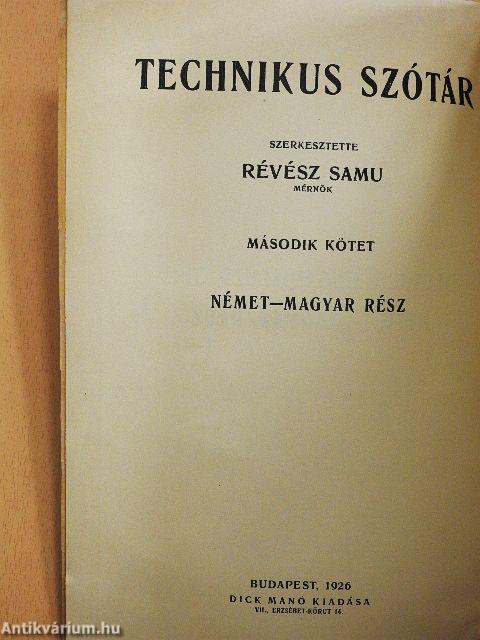 TECHNIKUS SZÓTÁR
SZERKESZTETTE
RÉVÉSZ SAMU
MÉRNÖK
MÁSODIK KÖTET
NÉMET—MAGYAR RÉSZ
BUDAPEST, 1926
DICK MANÓ KIADÁSA
VII., ERZSÉBET-KÖRUT 14.
Antikvárium.hu